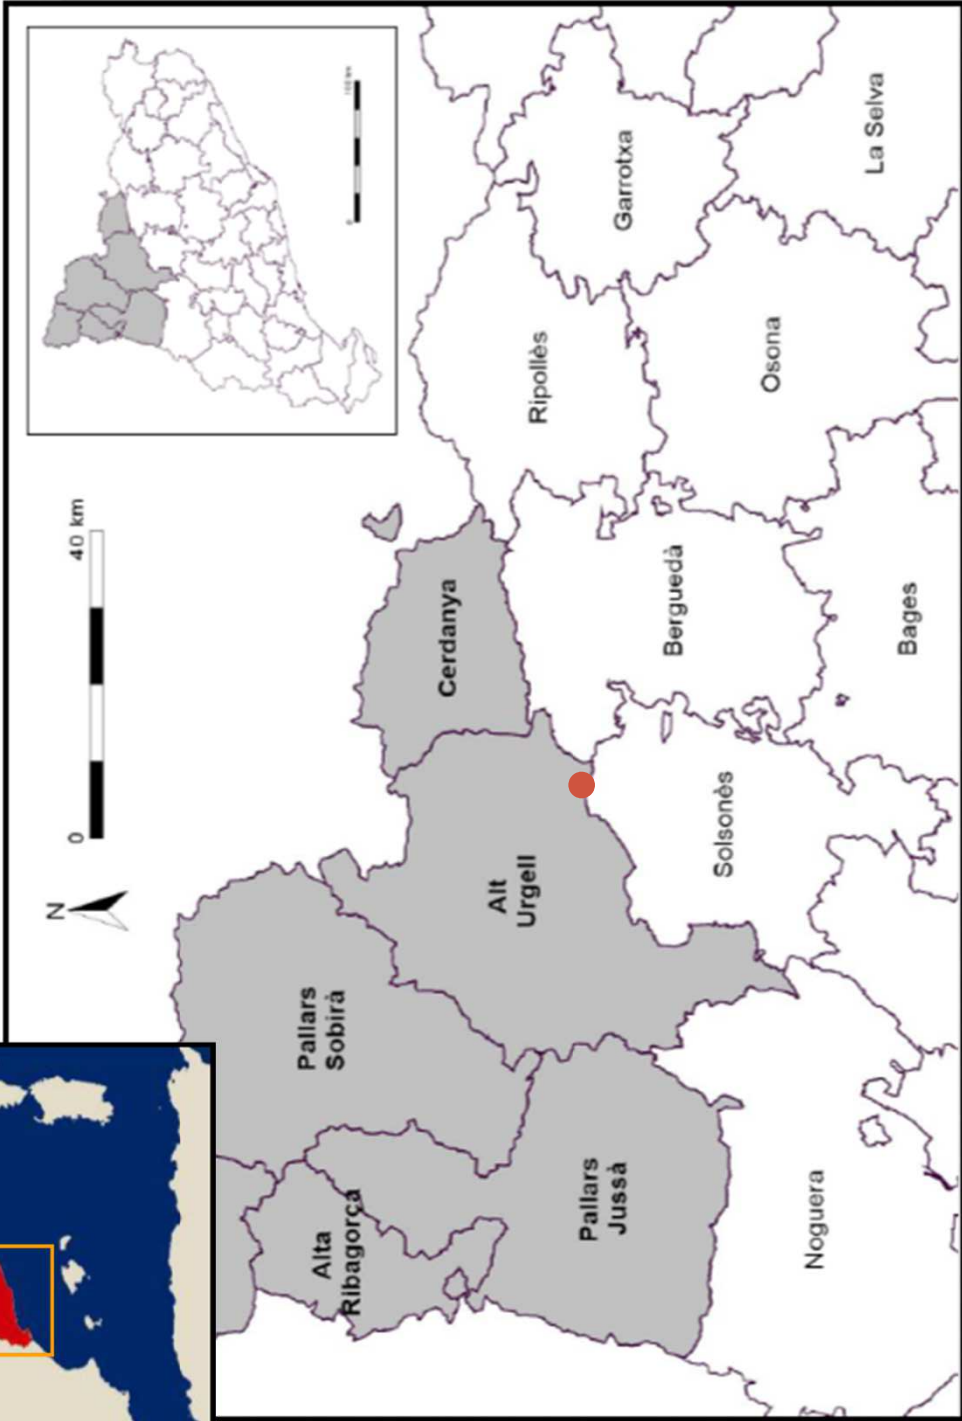 N
0
40 km
0
Alta
Ribagorça
Pallars
Sobirà
Pallars
Jussà
Alt
Urgell
Cerdanya
Noguera
Solsonès
Berguedà
Bages
Ripollès
Osona
Garrotxa
La Selva